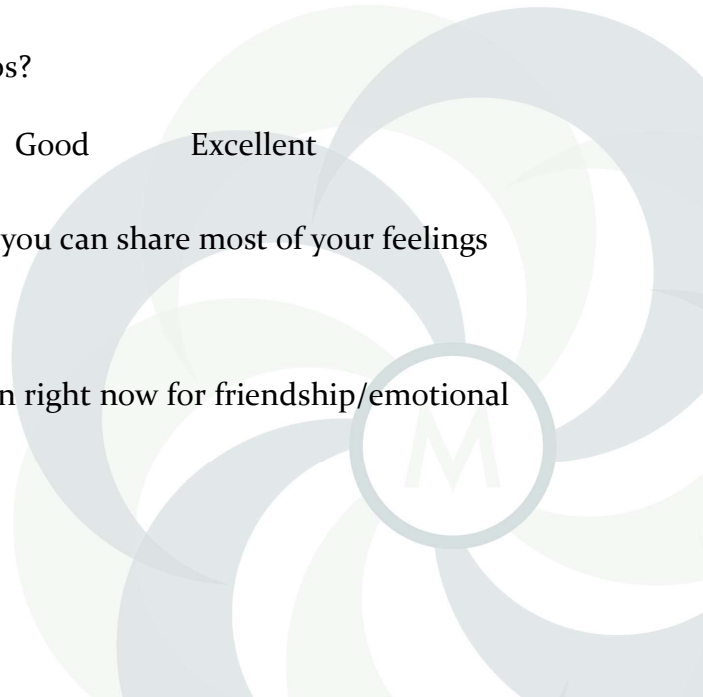 os?
Good Excellent
you can share most of your feelings
n right now for friendship/emotional
M